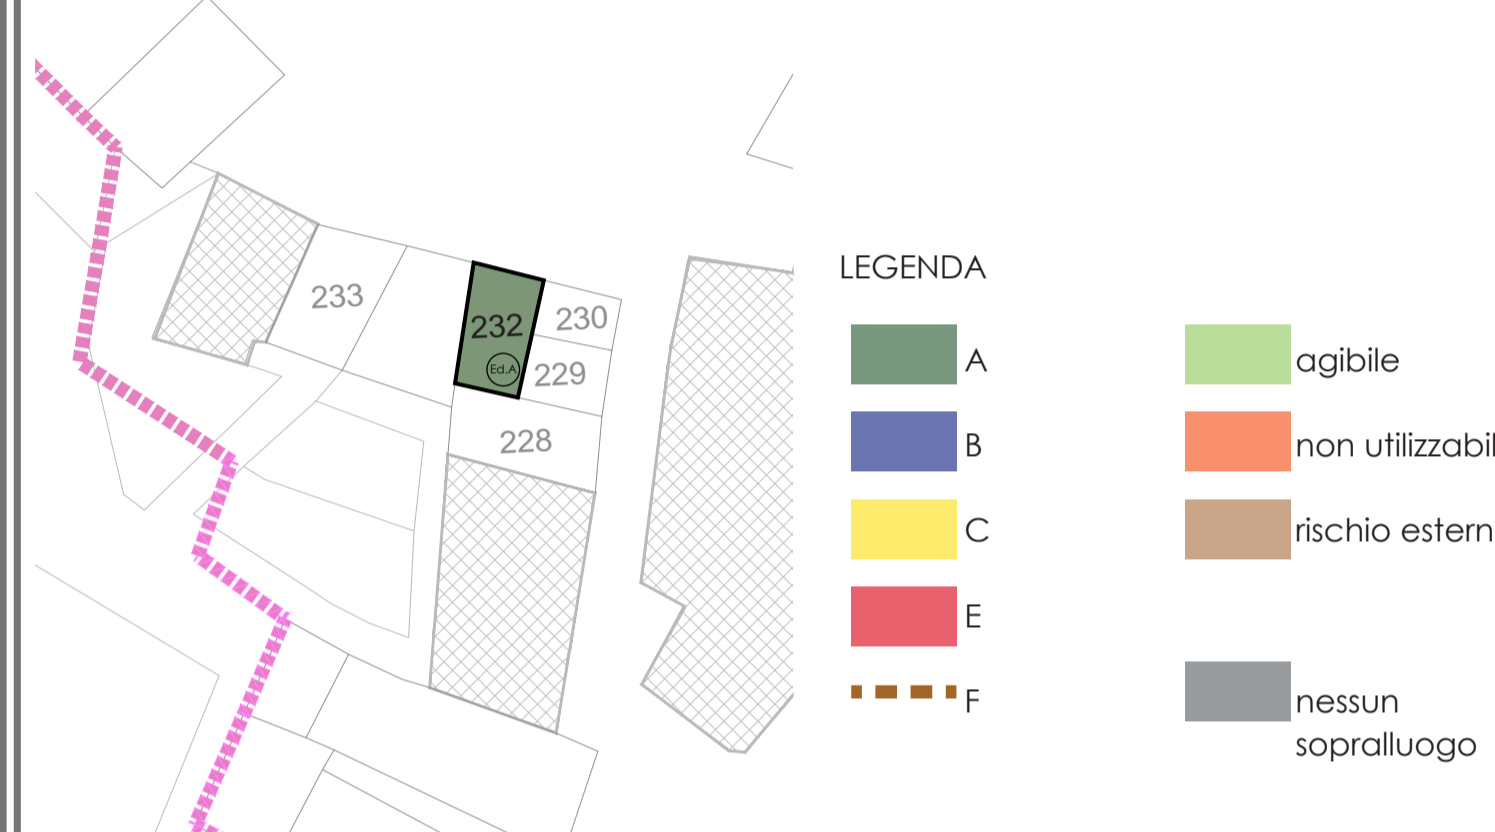 233
232
230
Ed.A
229
228
LEGENDA
A
B
C
E
F
agibile
non utilizzabil
rischio estern
nessun
sopralluogo